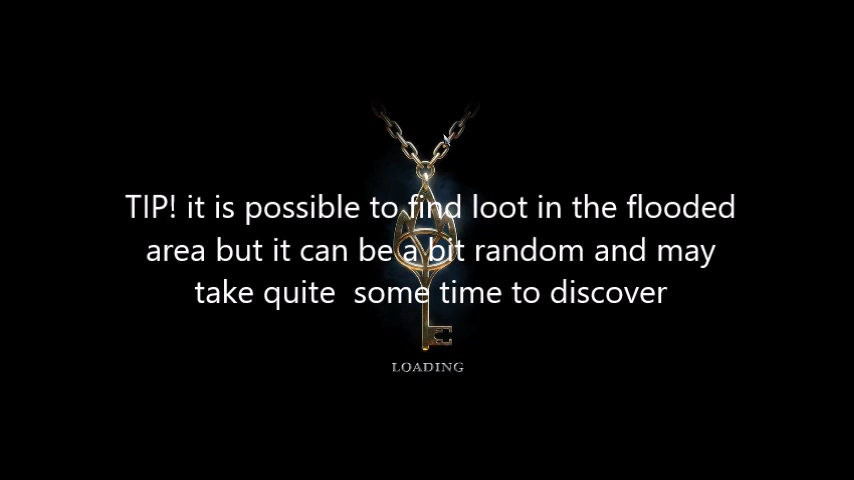 TIP! it is possible to find loot in the flooded
area but it can be a bit random and may
take quite  some time to discover
LOADING